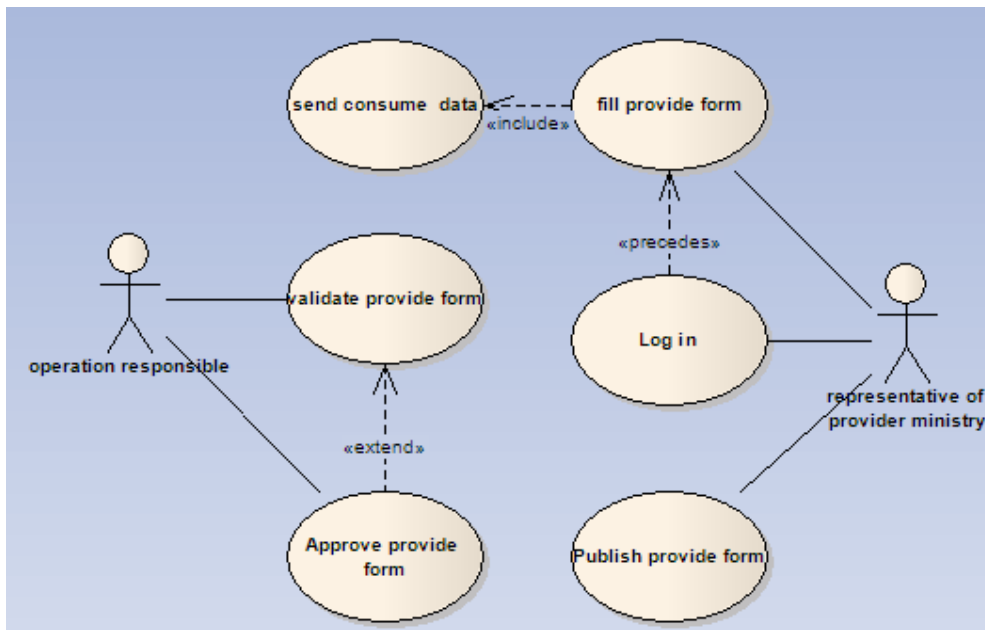 send consume data
«include»
fill provide form
«precedes»
validate provide form
Log in
operation responsible
representative of
provider ministry
«extend»
Approve provide
form
Publish provide form